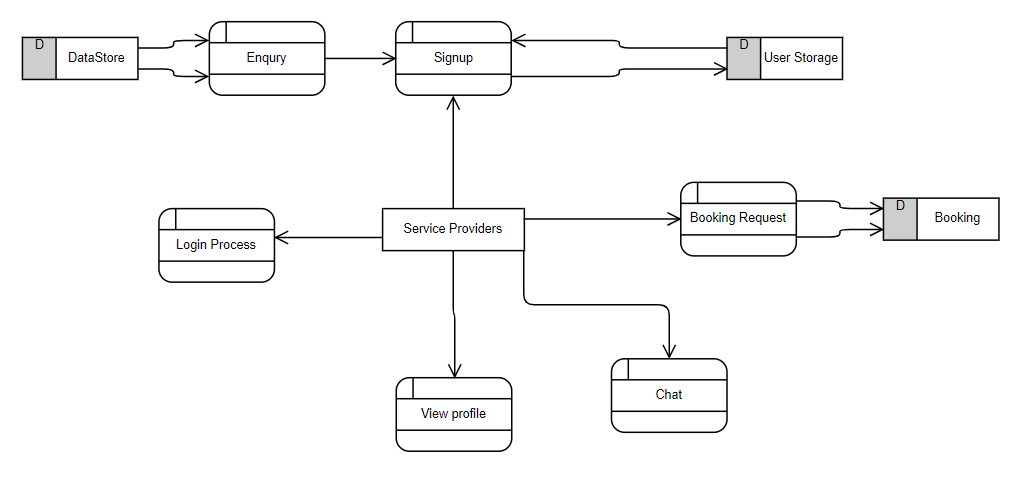 D
DataStore
Enqury
Signup
D
User Storage
Login Process
Service Providers
Booking Request
D
Booking
View profile
Chat